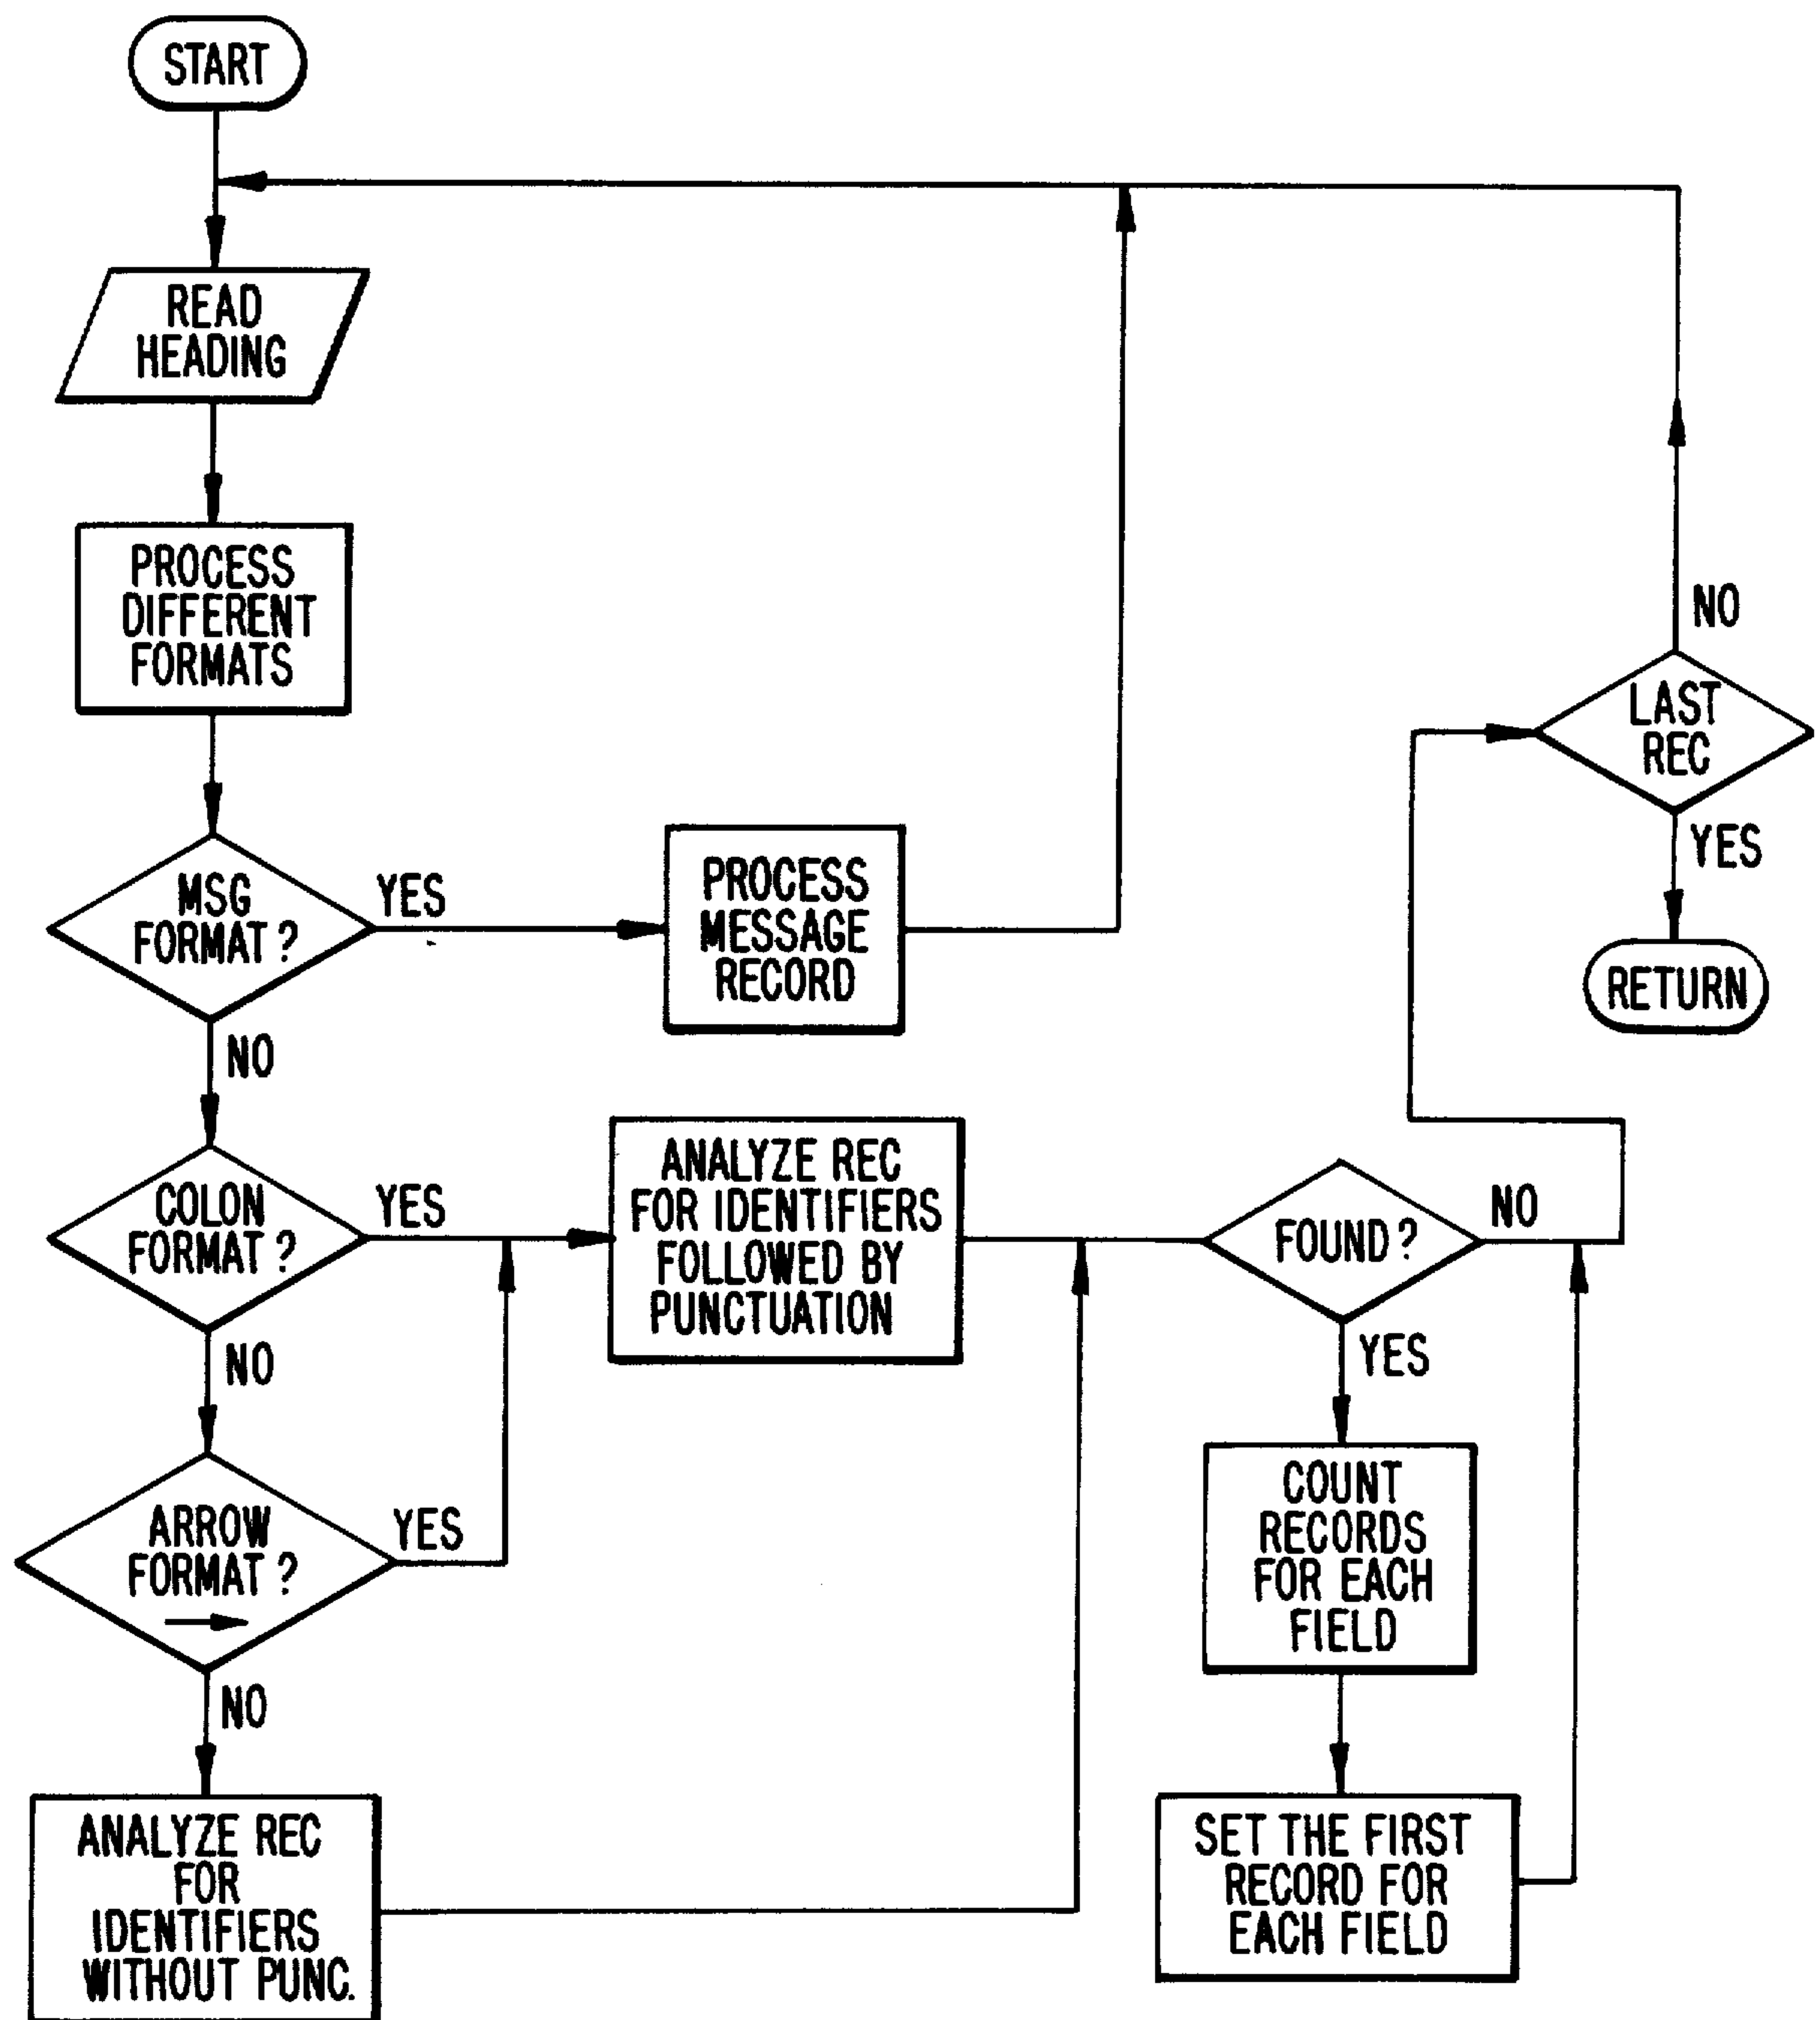 START
READ
HEADING
PROCESS
DIFFERENT
FORMATS
MSG
FORMAT?
YES
NO
PROCESS
MESSAGE
RECORD
COLON
FORMAT?
YES
NO
ANALYZE REC
FOR IDENTIFIERS
FOLLOWED BY
PUNCTUATION
ARROW
FORMAT?
YES
NO
ANALYZE REC
FOR
IDENTIFIERS
WITHOUT PUNC.
FOUND?
NO
YES
COUNT
RECORDS
FOR EACH
FIELD
SET THE FIRST
RECORD FOR
EACH FIELD
LAST
REC
NO
YES
RETURN